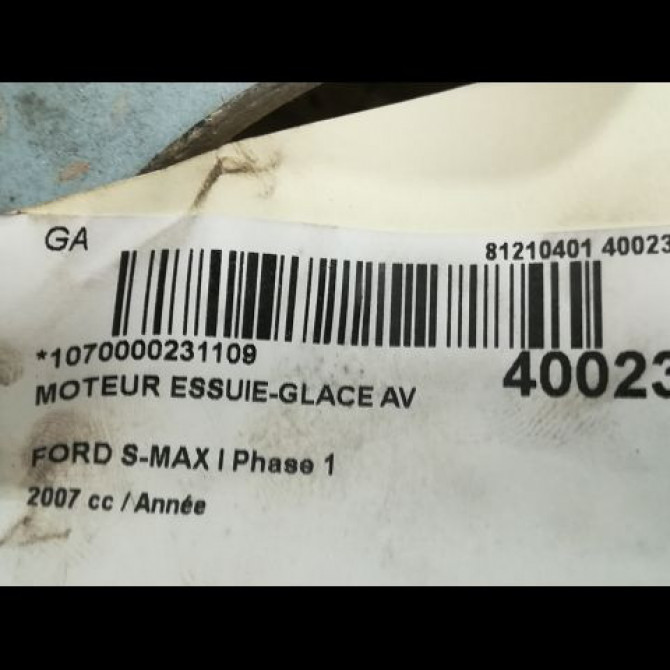 GA
81210401 40023
*1070000231109
40023
MOTEUR ESSUIE-GLACE AV
FORD S-MAX I Phase 1
2007 cc / Année